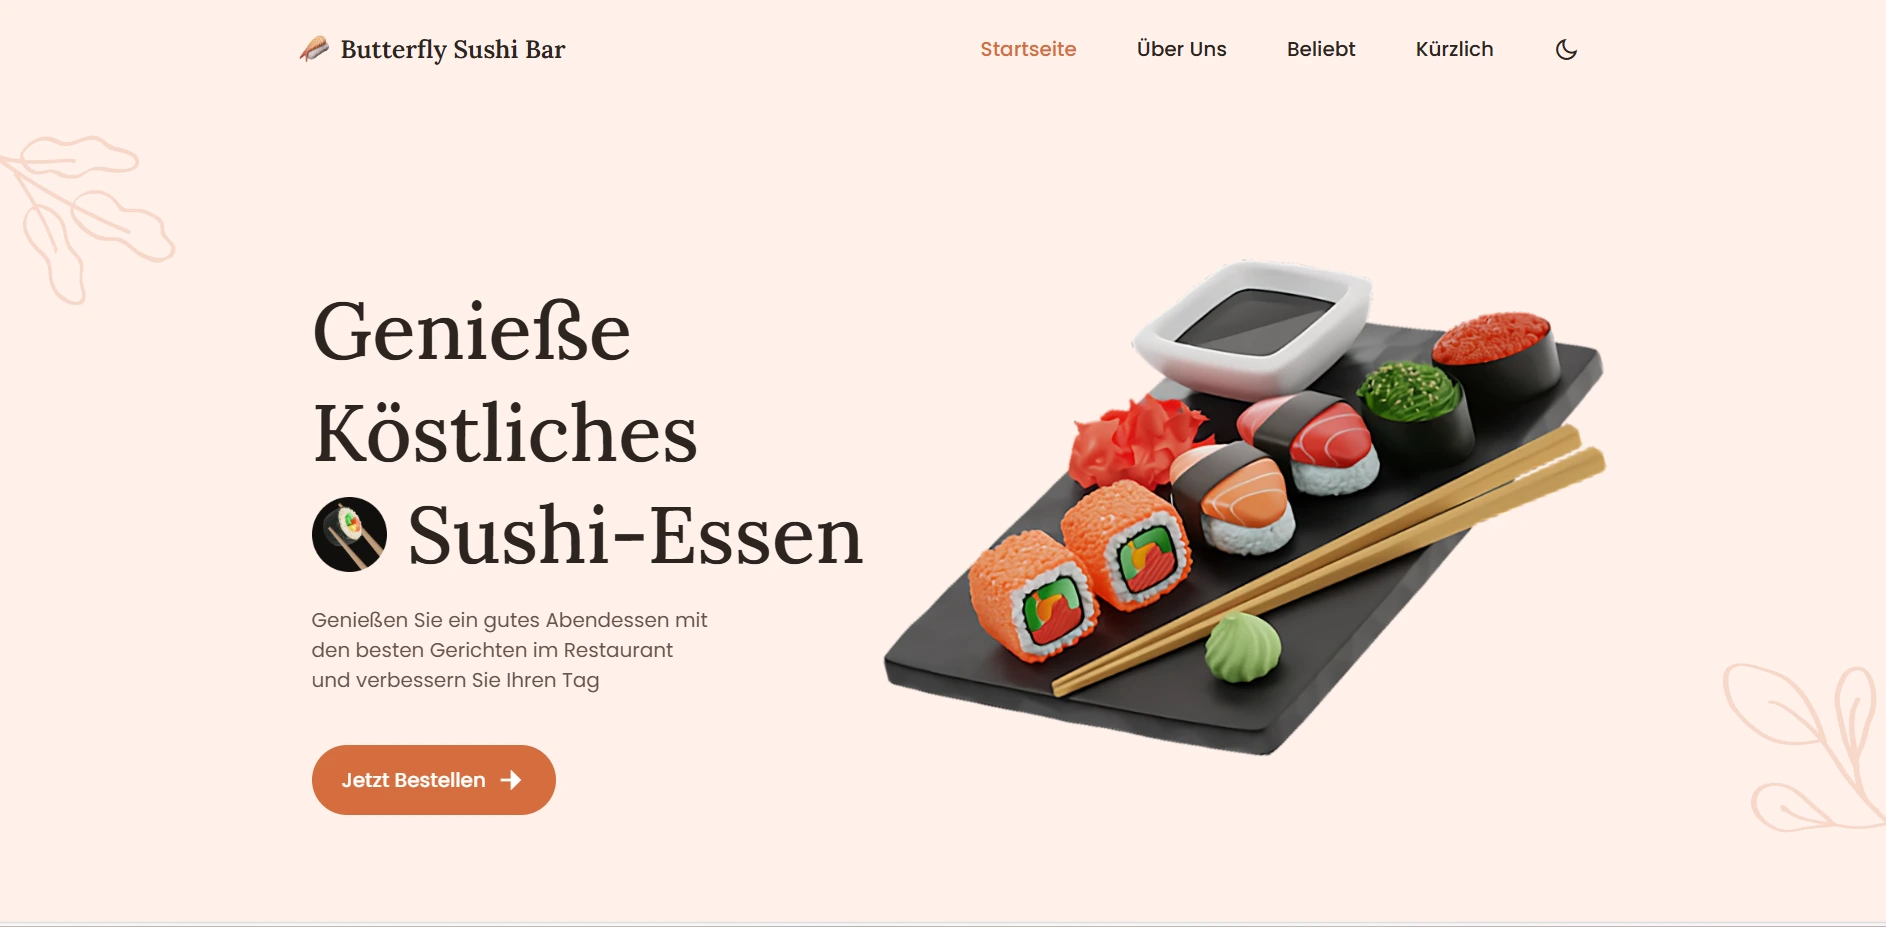 Butterfly Sushi Bar
Startseite
Über Uns
Beliebt
Kürzlich
Genieße
Köstliches
Sushi-Essen
Genießen Sie ein gutes Abendessen mit
den besten Gerichten im Restaurant
und verbessern Sie Ihren Tag
Jetzt Bestellen